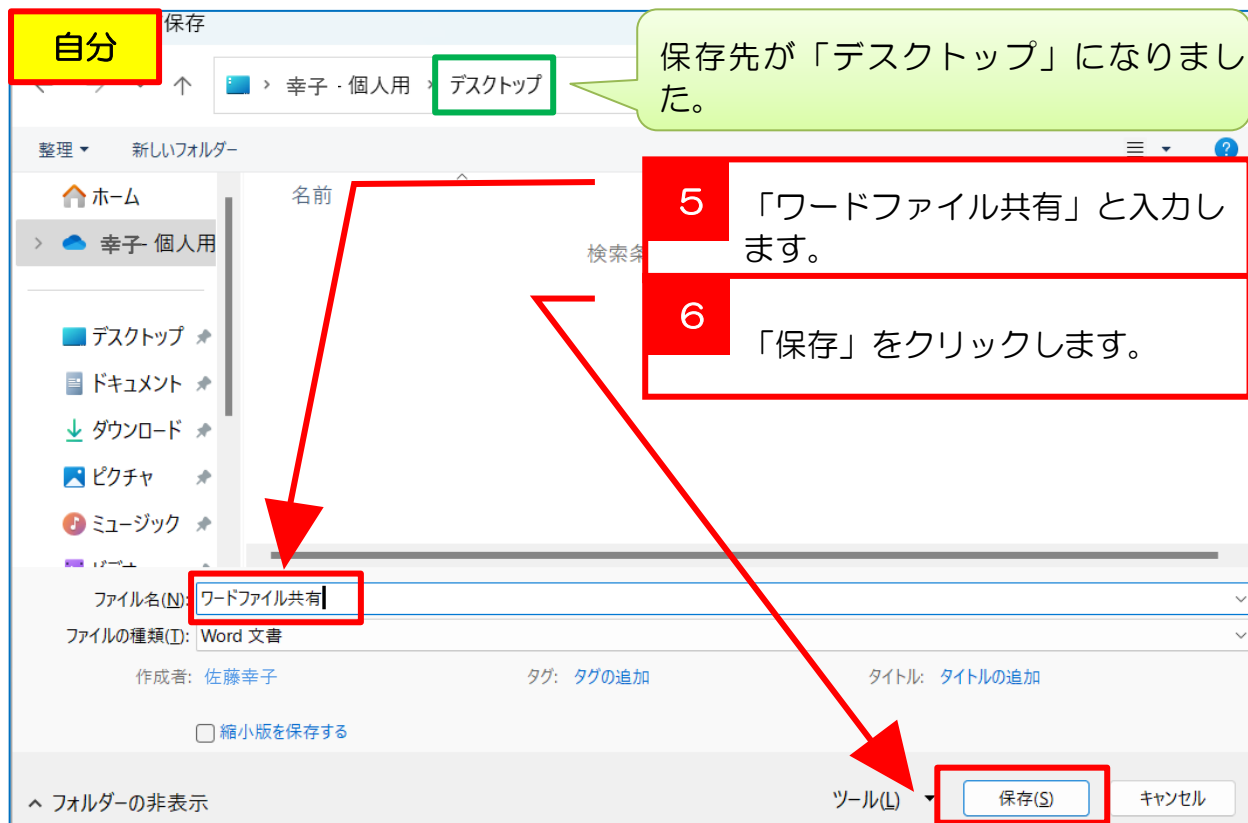 自分
保存
保存先が「デスクトップ」になりまし
た。
幸子 - 個人用 › デスクトップ
整理 新しいフォルダー
ホーム
幸子- 個人用
デスクトップ
ドキュメント
ダウンロード
ピクチャ
ミュージック
名前
検索条
5
「ワードファイル共有」と入力し
ます。
6
「保存」をクリックします。
ファイル名(N): ワードファイル共有
ファイルの種類(T): Word 文書
作成者: 佐藤幸子 タグ: タグの追加 タイトル: タイトルの追加
縮小版を保存する
フォルダーの非表示 ツール(L) 保存(S) キャンセル